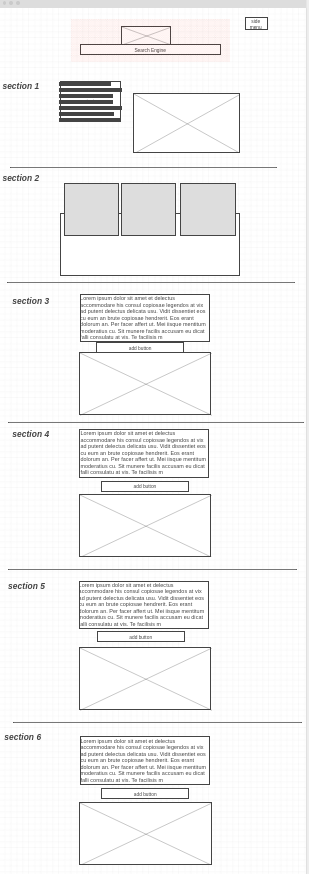 side
menu
Search Engine
section 1
section 2
section 3
Lorem ipsum dolor sit amet et delectus
accommodare his consul copiosae legendos at vix
ad putent delectus delicata usu. Vidit dissentiet eos
cu eum an brute copiosae hendrerit. Eos erant
dolorum an. Per facer affert ut. Mei iisque mentitum
moderatius cu. Sit munere facilis accusam eu dicat
falli consulatu at vis. Te facilisis m
add button
section 4
Lorem ipsum dolor sit amet et delectus
accommodare his consul copiosae legendos at vix
ad putent delectus delicata usu. Vidit dissentiet eos
cu eum an brute copiosae hendrerit. Eos erant
dolorum an. Per facer affert ut. Mei iisque mentitum
moderatius cu. Sit munere facilis accusam eu dicat
falli consulatu at vis. Te facilisis m
add button
section 5
Lorem ipsum dolor sit amet et delectus
accommodare his consul copiosae legendos at vix
ad putent delectus delicata usu. Vidit dissentiet eos
cu eum an brute copiosae hendrerit. Eos erant
dolorum an. Per facer affert ut. Mei iisque mentitum
moderatius cu. Sit munere facilis accusam eu dicat
falli consulatu at vis. Te facilisis m
add button
section 6
Lorem ipsum dolor sit amet et delectus
accommodare his consul copiosae legendos at vix
ad putent delectus delicata usu. Vidit dissentiet eos
cu eum an brute copiosae hendrerit. Eos erant
dolorum an. Per facer affert ut. Mei iisque mentitum
moderatius cu. Sit munere facilis accusam eu dicat
falli consulatu at vis. Te facilisis m
add button